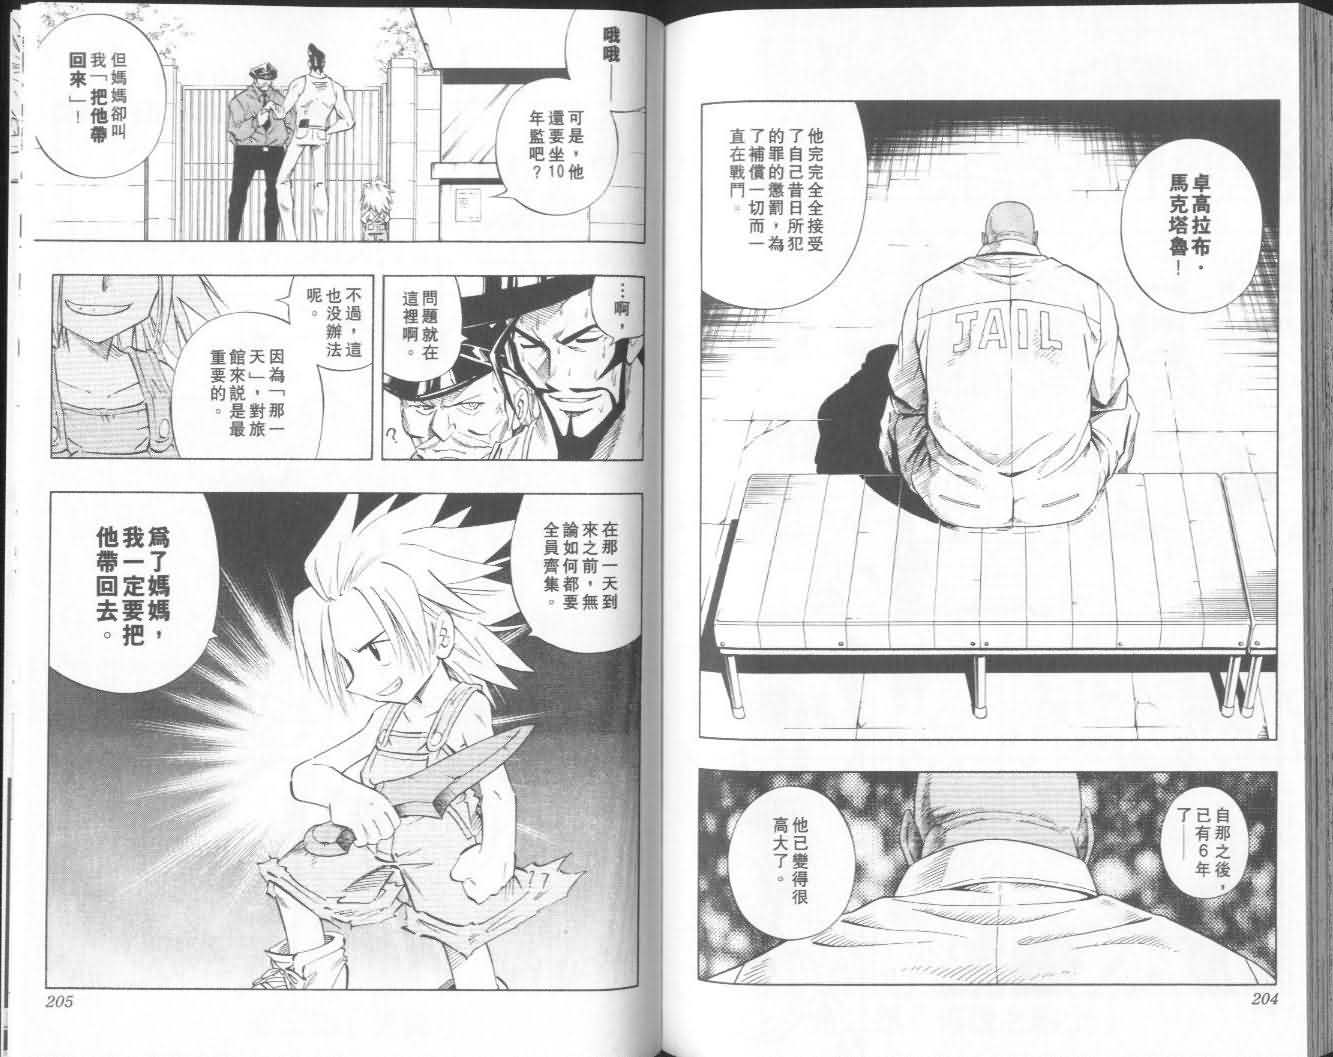 卓高拉布・
馬克塔魯！
他完完全全接受
了自己昔日所犯
的罪的懲罰，為
了補償一切而一
直在戰鬥。
JAIL
自那之後，
已有6年
了——
他已變得很
高大了。
204
哦哦——
可是，他
還要坐10
年監吧？
但媽媽卻叫
我「把他帶
回來」！
…啊，
問題就在
這裡啊。
?
不過，這
也没辦法
呢。
因為「那一
天」，對旅
館來説是最
重要的。
在那一天到
來之前，無
論如何都要
全員齊集。
爲了媽媽，
我一定要把
他帶回去。
205